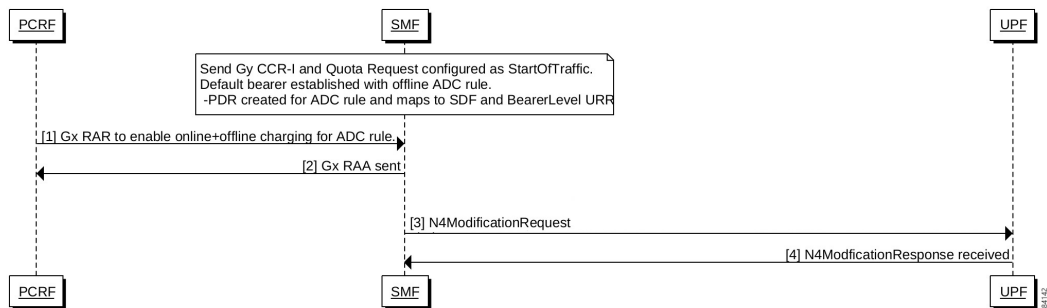 PCRF
SMF
UPF
Send Gy CCR-I and Quota Request configured as StartOfTraffic.
Default bearer established with offline ADC rule.
-PDR created for ADC rule and maps to SDF and BearerLevel URR
[1] Gx RAR to enable online+offline charging for ADC rule.
[2] Gx RAA sent
[3] N4ModificationRequest
[4] N4ModficationResponse received
PCRF
SMF
UPF